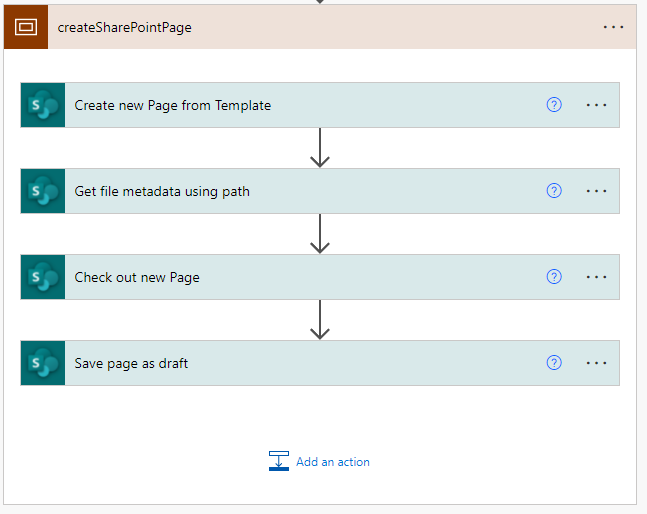 createSharePointPage
Create new Page from Template
Get file metadata using path
Check out new Page
Save page as draft
Add an action